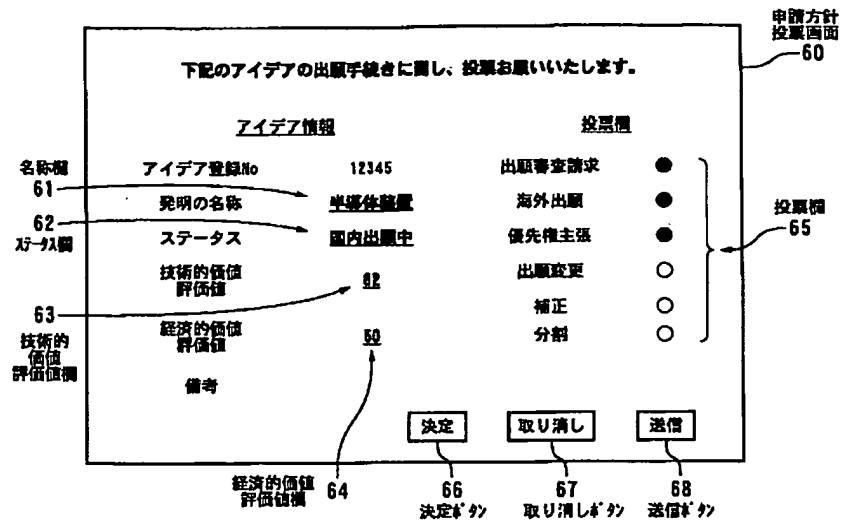 申請方針
投票画面
60
下記のアイデアの出願手続きに関し、投票お願いいたします。
アイデア情報
投票欄
アイデア登録No 12345
出願審査請求
名称欄
61
発明の名称 半導体装置
海外出願
62
ステータス欄
ステータス 国内出願中
優先権主張
投票欄
65
技術的価値
評価値
62
出願変更
63
技術的
価値
評価値欄
補正
経済的価値
評価値
50
分割
備考
決定 取り消し 送信
経済的価値
評価値欄
64
66
決定ボタン
67
取り消しボタン
68
送信ボタン